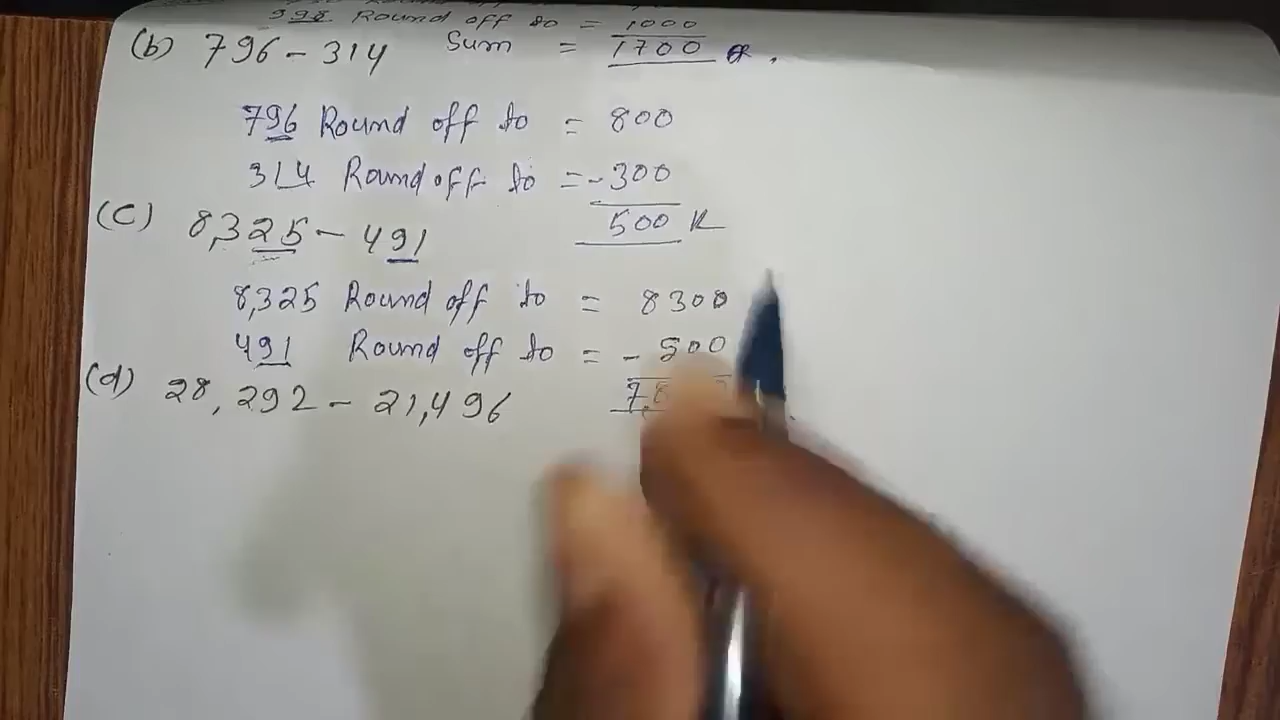 998 Round off to = 1000
(b) 796 - 314 Sum = 1700
796 Round off to = 800
314 Round off to = - 300
500
(C) 8,325 - 491
8,325 Round off to = 8300
491 Round off to = - 500
7,8
(d) 28,292 - 21,496